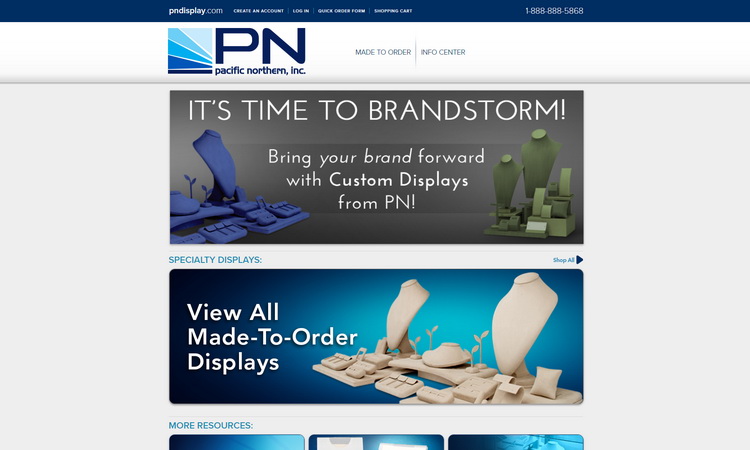 pndisplay.com
CREATE AN ACCOUNT
LOG IN
QUICK ORDER FORM
SHOPPING CART
1-888-888-5868
PN
pacific northern, inc.
MADE TO ORDER
INFO CENTER
IT'S TIME TO BRANDSTORM!
Bring your brand forward
with Custom Displays
from PN!
SPECIALTY DISPLAYS:
Shop All
View All
Made-To-Order
Displays
MORE RESOURCES: